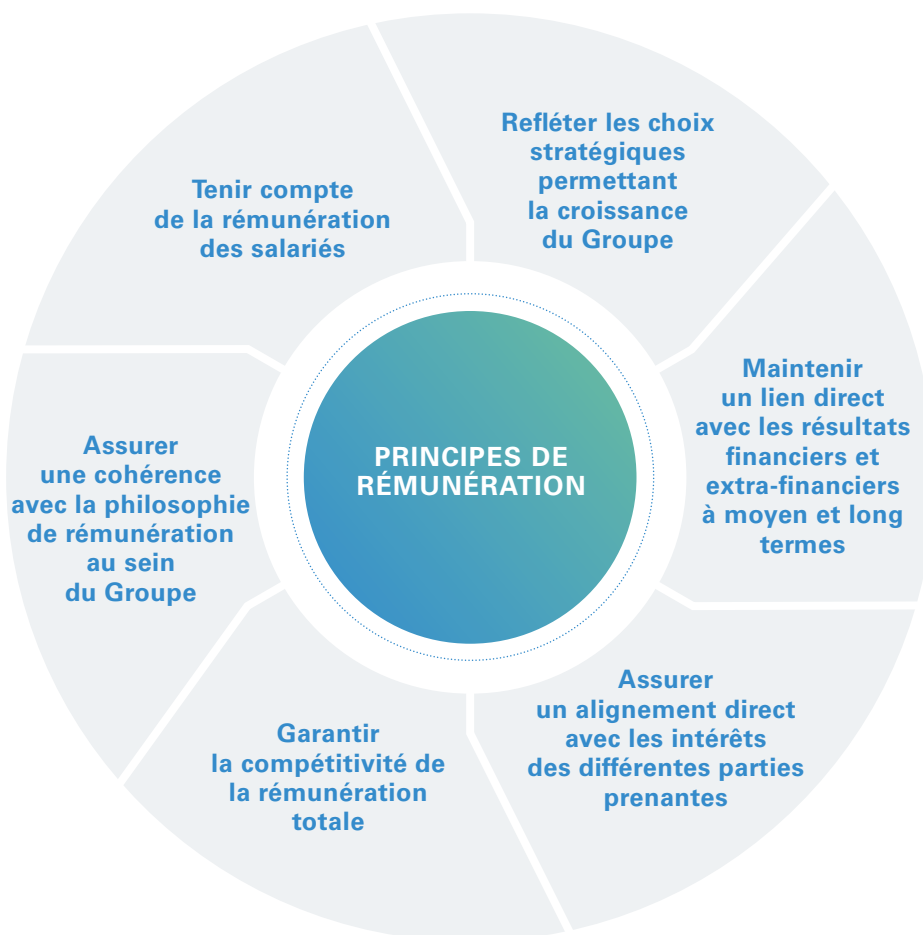 PRINCIPES DE
RÉMUNÉRATION
Refléter les choix
stratégiques
permettant
la croissance
du Groupe
Maintenir
un lien direct
avec les résultats
financiers et
extra-financiers
à moyen et long
termes
Assurer
un alignement direct
avec les intérêts
des différentes parties
prenantes
Garantir
la compétitivité de
la rémunération
totale
Assurer
une cohérence
avec la philosophie
de rémunération
au sein
du Groupe
Tenir compte
de la rémunération
des salariés